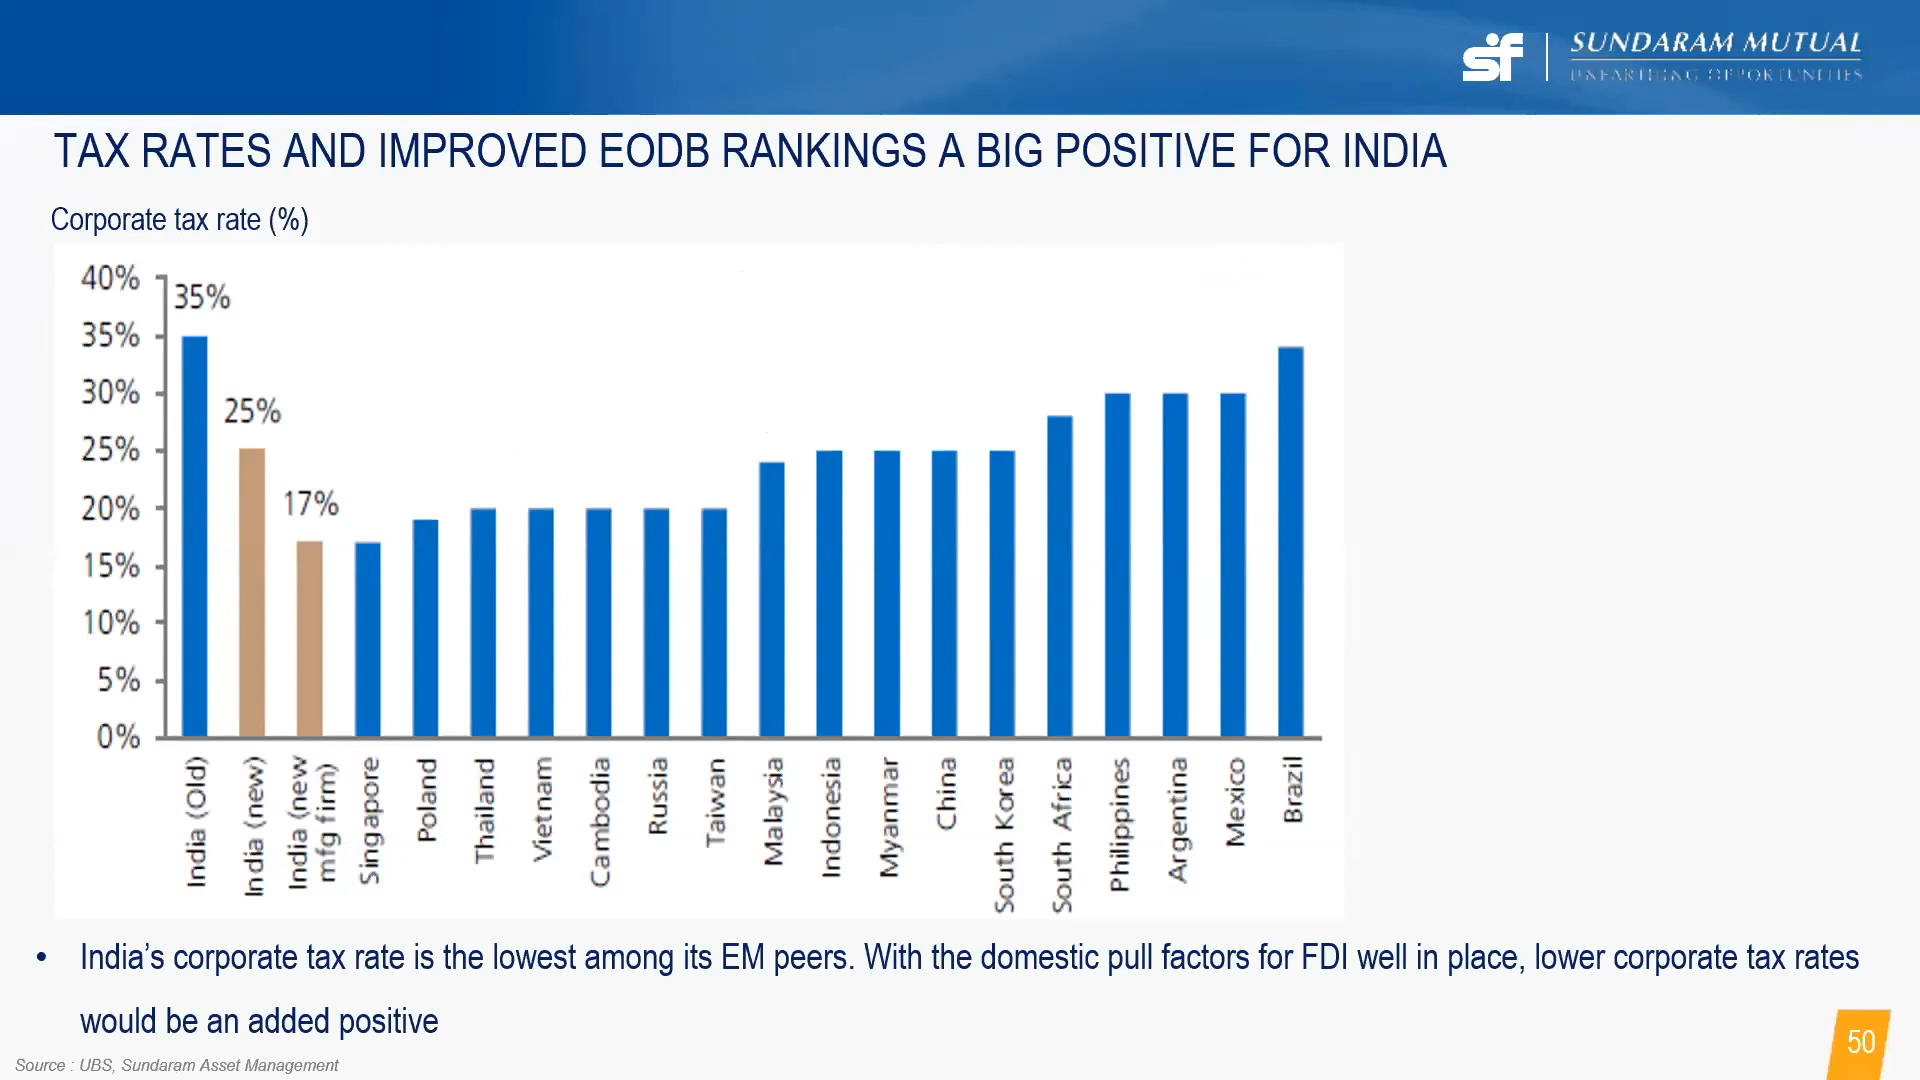 sf
SUNDARAM MUTUAL
UNEARTHING OPPORTUNITIES
TAX RATES AND IMPROVED EODB RANKINGS A BIG POSITIVE FOR INDIA
Corporate tax rate (%)
40%
35%
30%
25%
20%
15%
10%
5%
0%
35%
25%
17%
India (Old)
India (new)
India (new
mfg firm)
Singapore
Poland
Thailand
Vietnam
Cambodia
Russia
Taiwan
Malaysia
Indonesia
Myanmar
China
South Korea
South Africa
Philippines
Argentina
Mexico
Brazil
• India’s corporate tax rate is the lowest among its EM peers. With the domestic pull factors for FDI well in place, lower corporate tax rates
would be an added positive
Source : UBS, Sundaram Asset Management
50